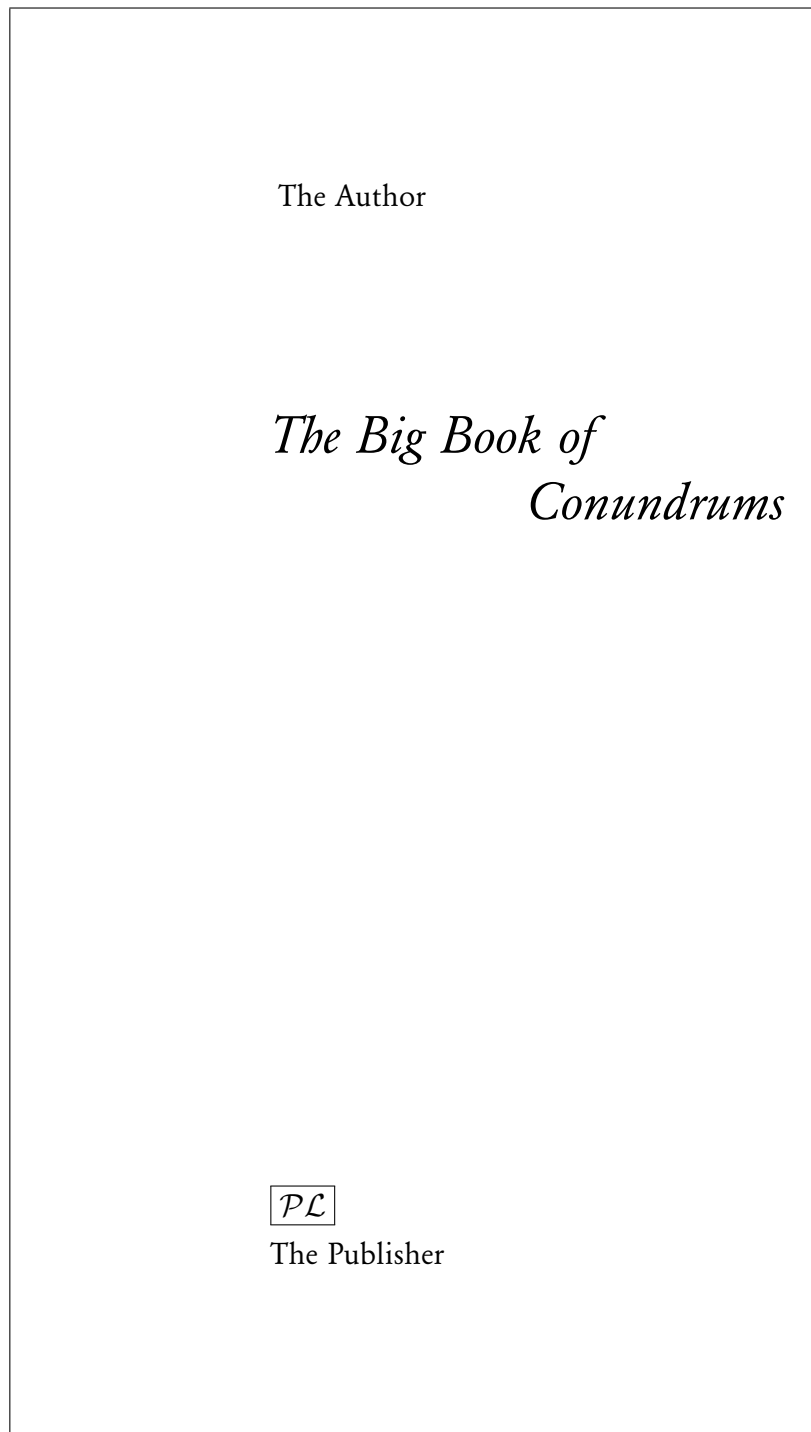 The Author
The Big Book of
Conundrums
PL
The Publisher